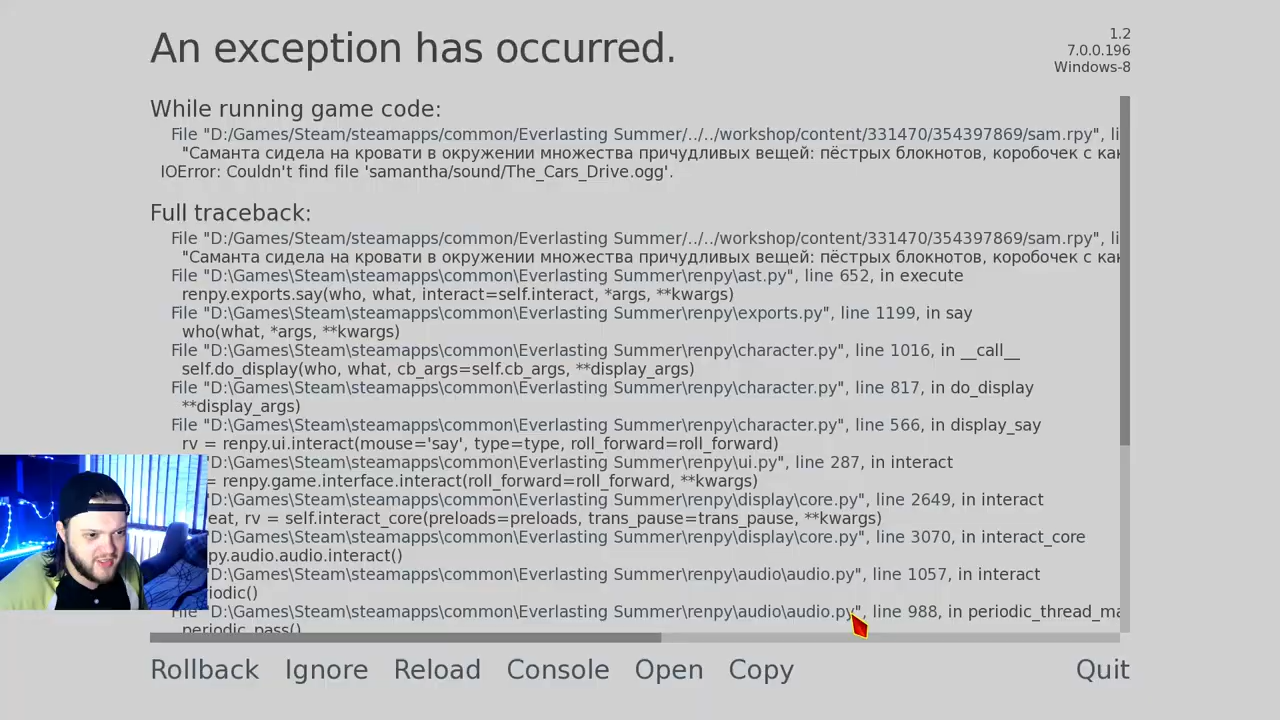 An exception has occurred.
1.2
7.0.0.196
Windows-8
While running game code:
File "D:/Games/Steam/steamapps/common/Everlasting Summer/../../workshop/content/331470/354397869/sam.rpy", li
"Саманта сидела на кровати в окружении множества причудливых вещей: пёстрых блокнотов, коробочек с как
IOError: Couldn't find file 'samantha/sound/The_Cars_Drive.ogg'.
Full traceback:
File "D:/Games/Steam/steamapps/common/Everlasting Summer/../../workshop/content/331470/354397869/sam.rpy", li
"Саманта сидела на кровати в окружении множества причудливых вещей: пёстрых блокнотов, коробочек с как
File "D:\Games\Steam\steamapps\common\Everlasting Summer\renpy\ast.py", line 652, in execute
renpy.exports.say(who, what, interact=self.interact, *args, **kwargs)
File "D:\Games\Steam\steamapps\common\Everlasting Summer\renpy\exports.py", line 1199, in say
who(what, *args, **kwargs)
File "D:\Games\Steam\steamapps\common\Everlasting Summer\renpy\character.py", line 1016, in __call__
self.do_display(who, what, cb_args=self.cb_args, **display_args)
File "D:\Games\Steam\steamapps\common\Everlasting Summer\renpy\character.py", line 817, in do_display
**display_args)
File "D:\Games\Steam\steamapps\common\Everlasting Summer\renpy\character.py", line 566, in display_say
rv = renpy.ui.interact(mouse='say', type=type, roll_forward=roll_forward)
"D:\Games\Steam\steamapps\common\Everlasting Summer\renpy\ui.py", line 287, in interact
= renpy.game.interface.interact(roll_forward=roll_forward, **kwargs)
"D:\Games\Steam\steamapps\common\Everlasting Summer\renpy\display\core.py", line 2649, in interact
eat, rv = self.interact_core(preloads=preloads, trans_pause=trans_pause, **kwargs)
"D:\Games\Steam\steamapps\common\Everlasting Summer\renpy\display\core.py", line 3070, in interact_core
py.audio.audio.interact()
"D:\Games\Steam\steamapps\common\Everlasting Summer\renpy\audio\audio.py", line 1057, in interact
iodic()
File "D:\Games\Steam\steamapps\common\Everlasting Summer\renpy\audio\audio.py", line 988, in periodic_thread_ma
periodic_pass()
Rollback Ignore Reload Console Open Copy Quit